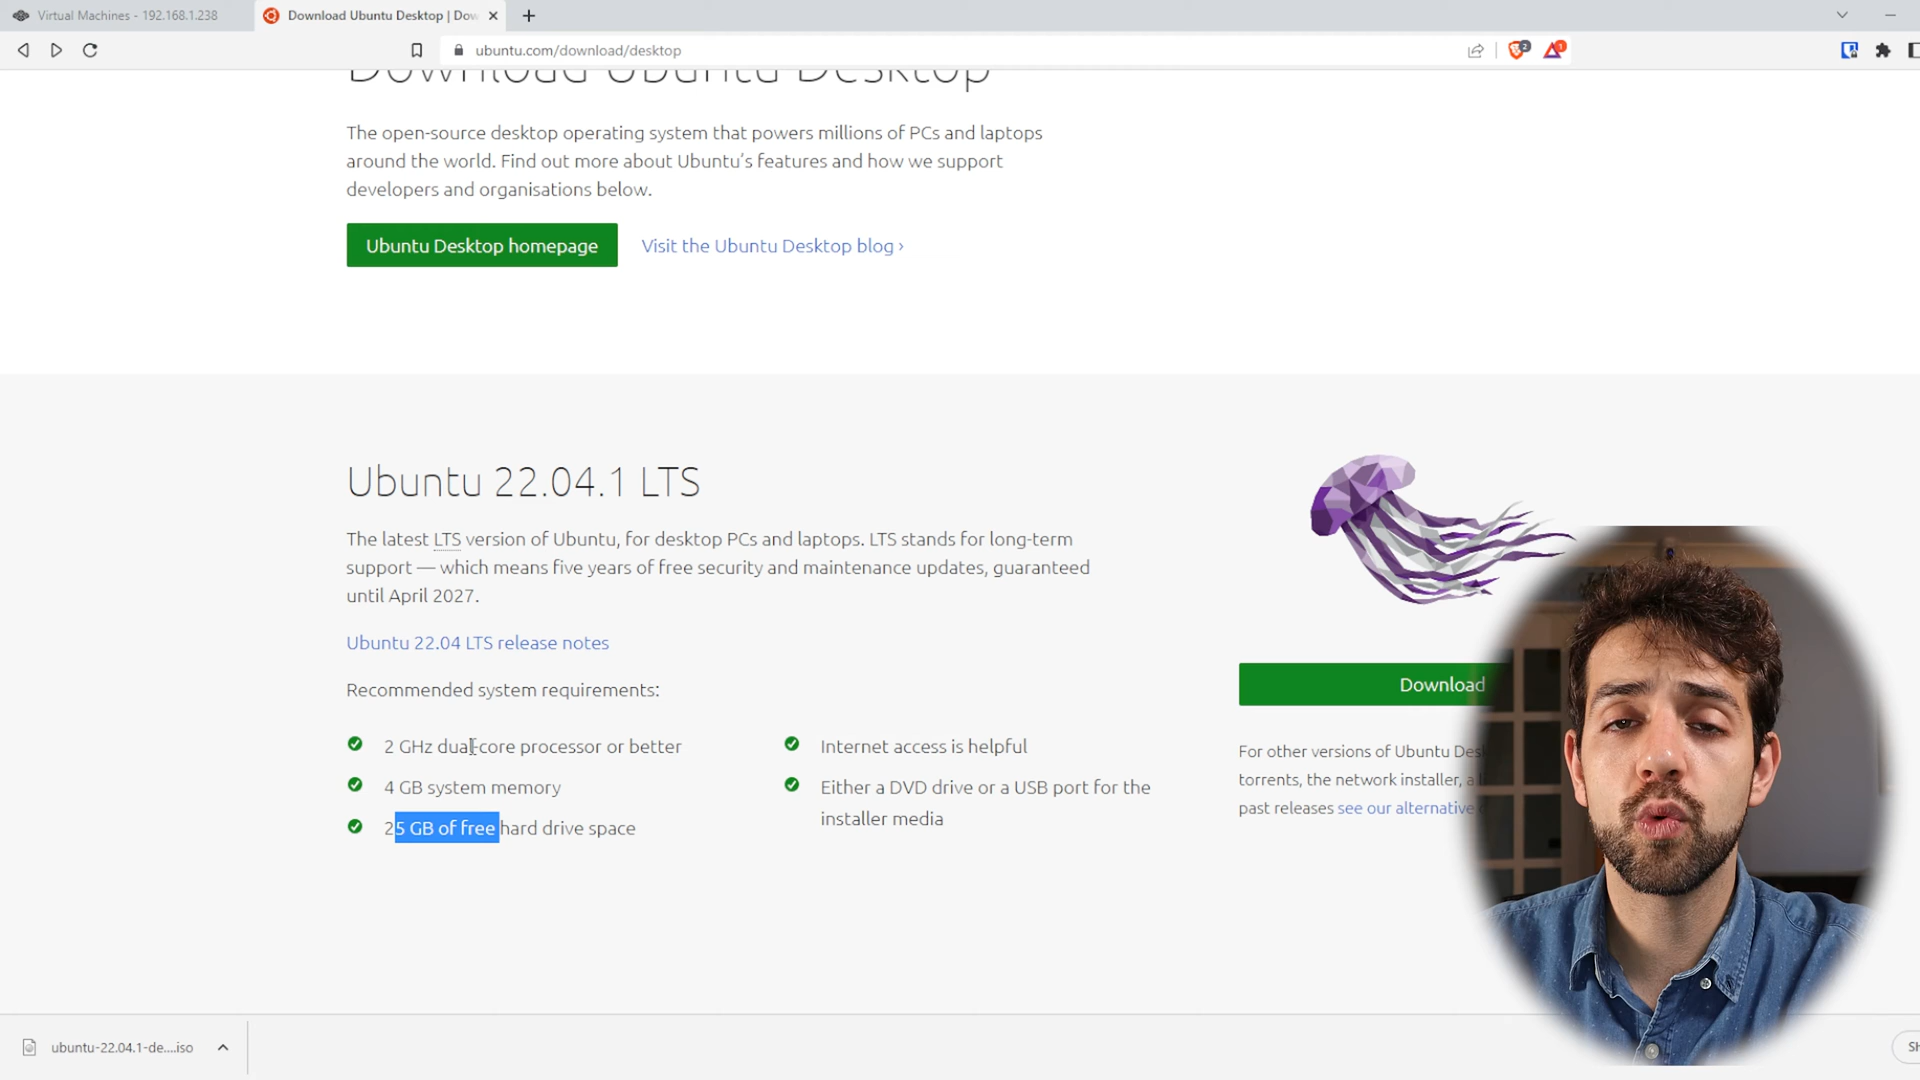 Virtual Machines - 192.168.1.238
Download Ubuntu Desktop | Dow
ubuntu.com/download/desktop
2
1
Download Ubuntu Desktop
The open-source desktop operating system that powers millions of PCs and laptops
around the world. Find out more about Ubuntu’s features and how we support
developers and organisations below.
Ubuntu Desktop homepage
Visit the Ubuntu Desktop blog ›
Ubuntu 22.04.1 LTS
The latest LTS version of Ubuntu, for desktop PCs and laptops. LTS stands for long-term
support — which means five years of free security and maintenance updates, guaranteed
until April 2027.
Ubuntu 22.04 LTS release notes
Recommended system requirements:
2 GHz dual-core processor or better
4 GB system memory
25 GB of free hard drive space
Internet access is helpful
Either a DVD drive or a USB port for the
installer media
Download
For other versions of Ubuntu Des
torrents, the network installer, a
past releases see our alternative
ubuntu-22.04.1-de....iso